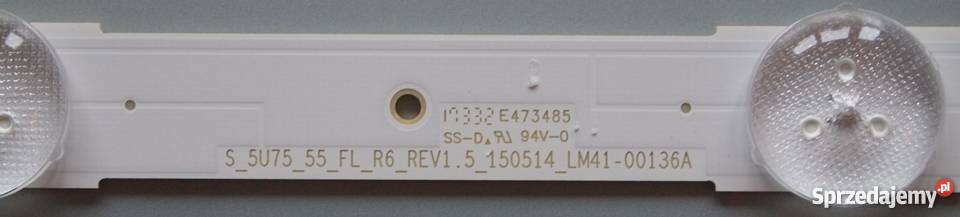 17332 E473485
SS-D 94V-0
S_5U75_55_FL_R6_REV1.5_150514_LM41-00136A
Sprzedajemy.pl